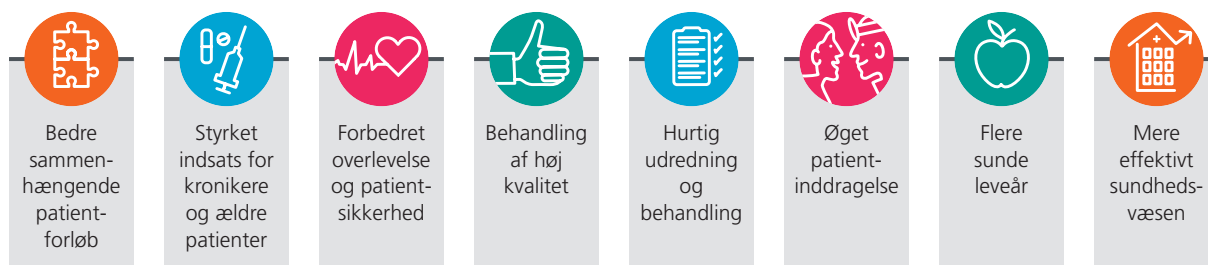 Bedre
sammen-
hængende
patient-
forløb
Styrket
indsats for
kronikere
og ældre
patienter
Forbedret
overlevelse
og patient-
sikkerhed
Behandling
af høj
kvalitet
Hurtig
udredning
og
behandling
Øget
patient-
inddragelse
Flere
sunde
leveår
Mere
effektivt
sundheds-
væsen